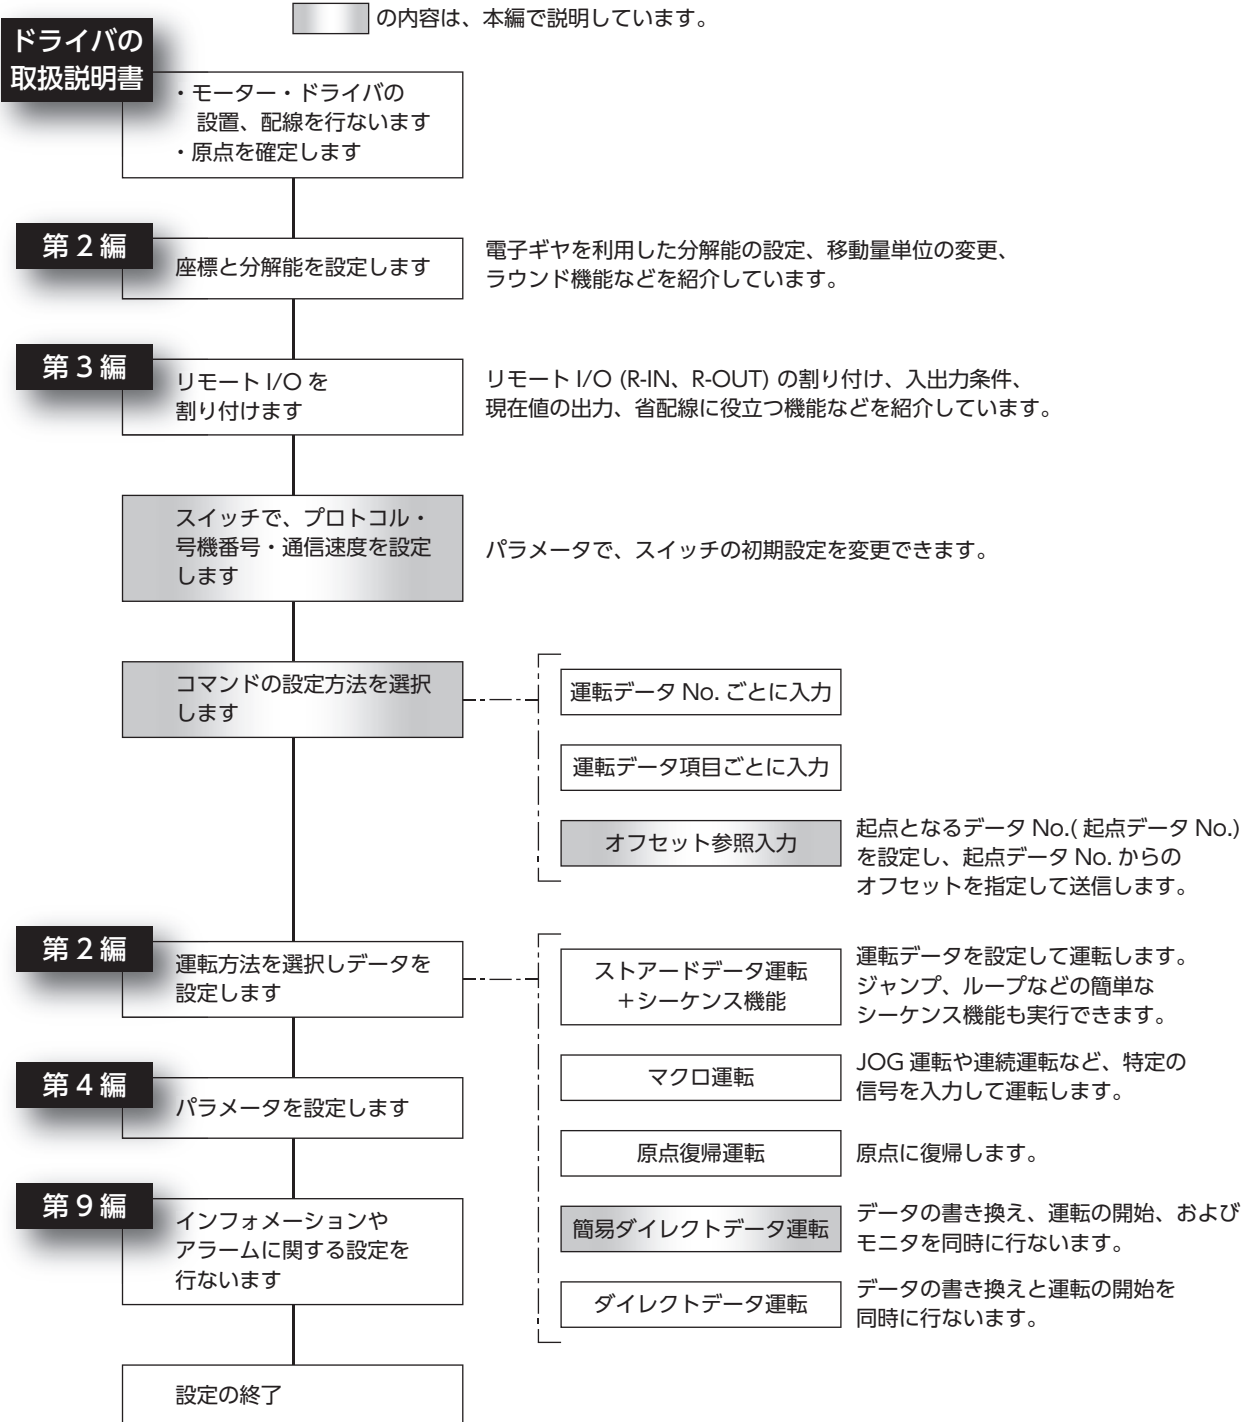 の内容は、本編で説明しています。
ドライバの
取扱説明書
・モーター・ドライバの
設置、配線を行ないます
・原点を確定します
第 2 編
座標と分解能を設定します
電子ギヤを利用した分解能の設定、移動量単位の変更、
ラウンド機能などを紹介しています。
第 3 編
リモート I/O を
割り付けます
リモート I/O (R-IN、R-OUT) の割り付け、入出力条件、
現在値の出力、省配線に役立つ機能などを紹介しています。
スイッチで、プロトコル・
号機番号・通信速度を設定
します
パラメータで、スイッチの初期設定を変更できます。
コマンドの設定方法を選択
します
運転データ No. ごとに入力
運転データ項目ごとに入力
オフセット参照入力
起点となるデータ No.( 起点データ No.)
を設定し、起点データ No. からの
オフセットを指定して送信します。
第 2 編
運転方法を選択しデータを
設定します
ストアードデータ運転
+シーケンス機能
運転データを設定して運転します。
ジャンプ、ループなどの簡単な
シーケンス機能も実行できます。
マクロ運転
JOG 運転や連続運転など、特定の
信号を入力して運転します。
第 4 編
パラメータを設定します
原点復帰運転
原点に復帰します。
第 9 編
インフォメーションや
アラームに関する設定を
行ないます
簡易ダイレクトデータ運転
データの書き換え、運転の開始、および
モニタを同時に行ないます。
ダイレクトデータ運転
データの書き換えと運転の開始を
同時に行ないます。
設定の終了